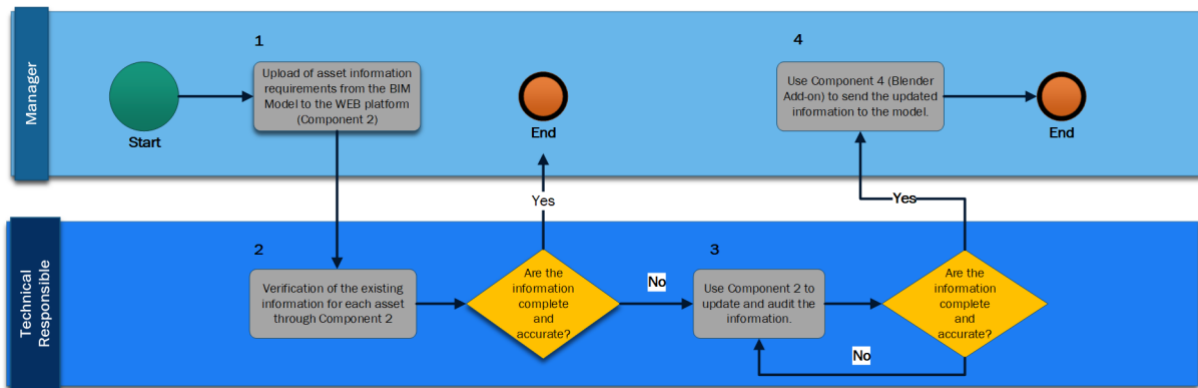 Manager
Start
1
Upload of asset information
requirements from the BIM
Model to the WEB platform
(Component 2)
End
4
Use Component 4 (Blender
Add-on) to send the updated
information to the model.
End
Yes
Yes
Technical
Responsible
2
Verification of the existing
information for each asset
through Component 2
Are the
information
complete
and
accurate?
No
3
Use Component 2 to
update and audit the
information.
Are the
information
complete
and
accurate?
No